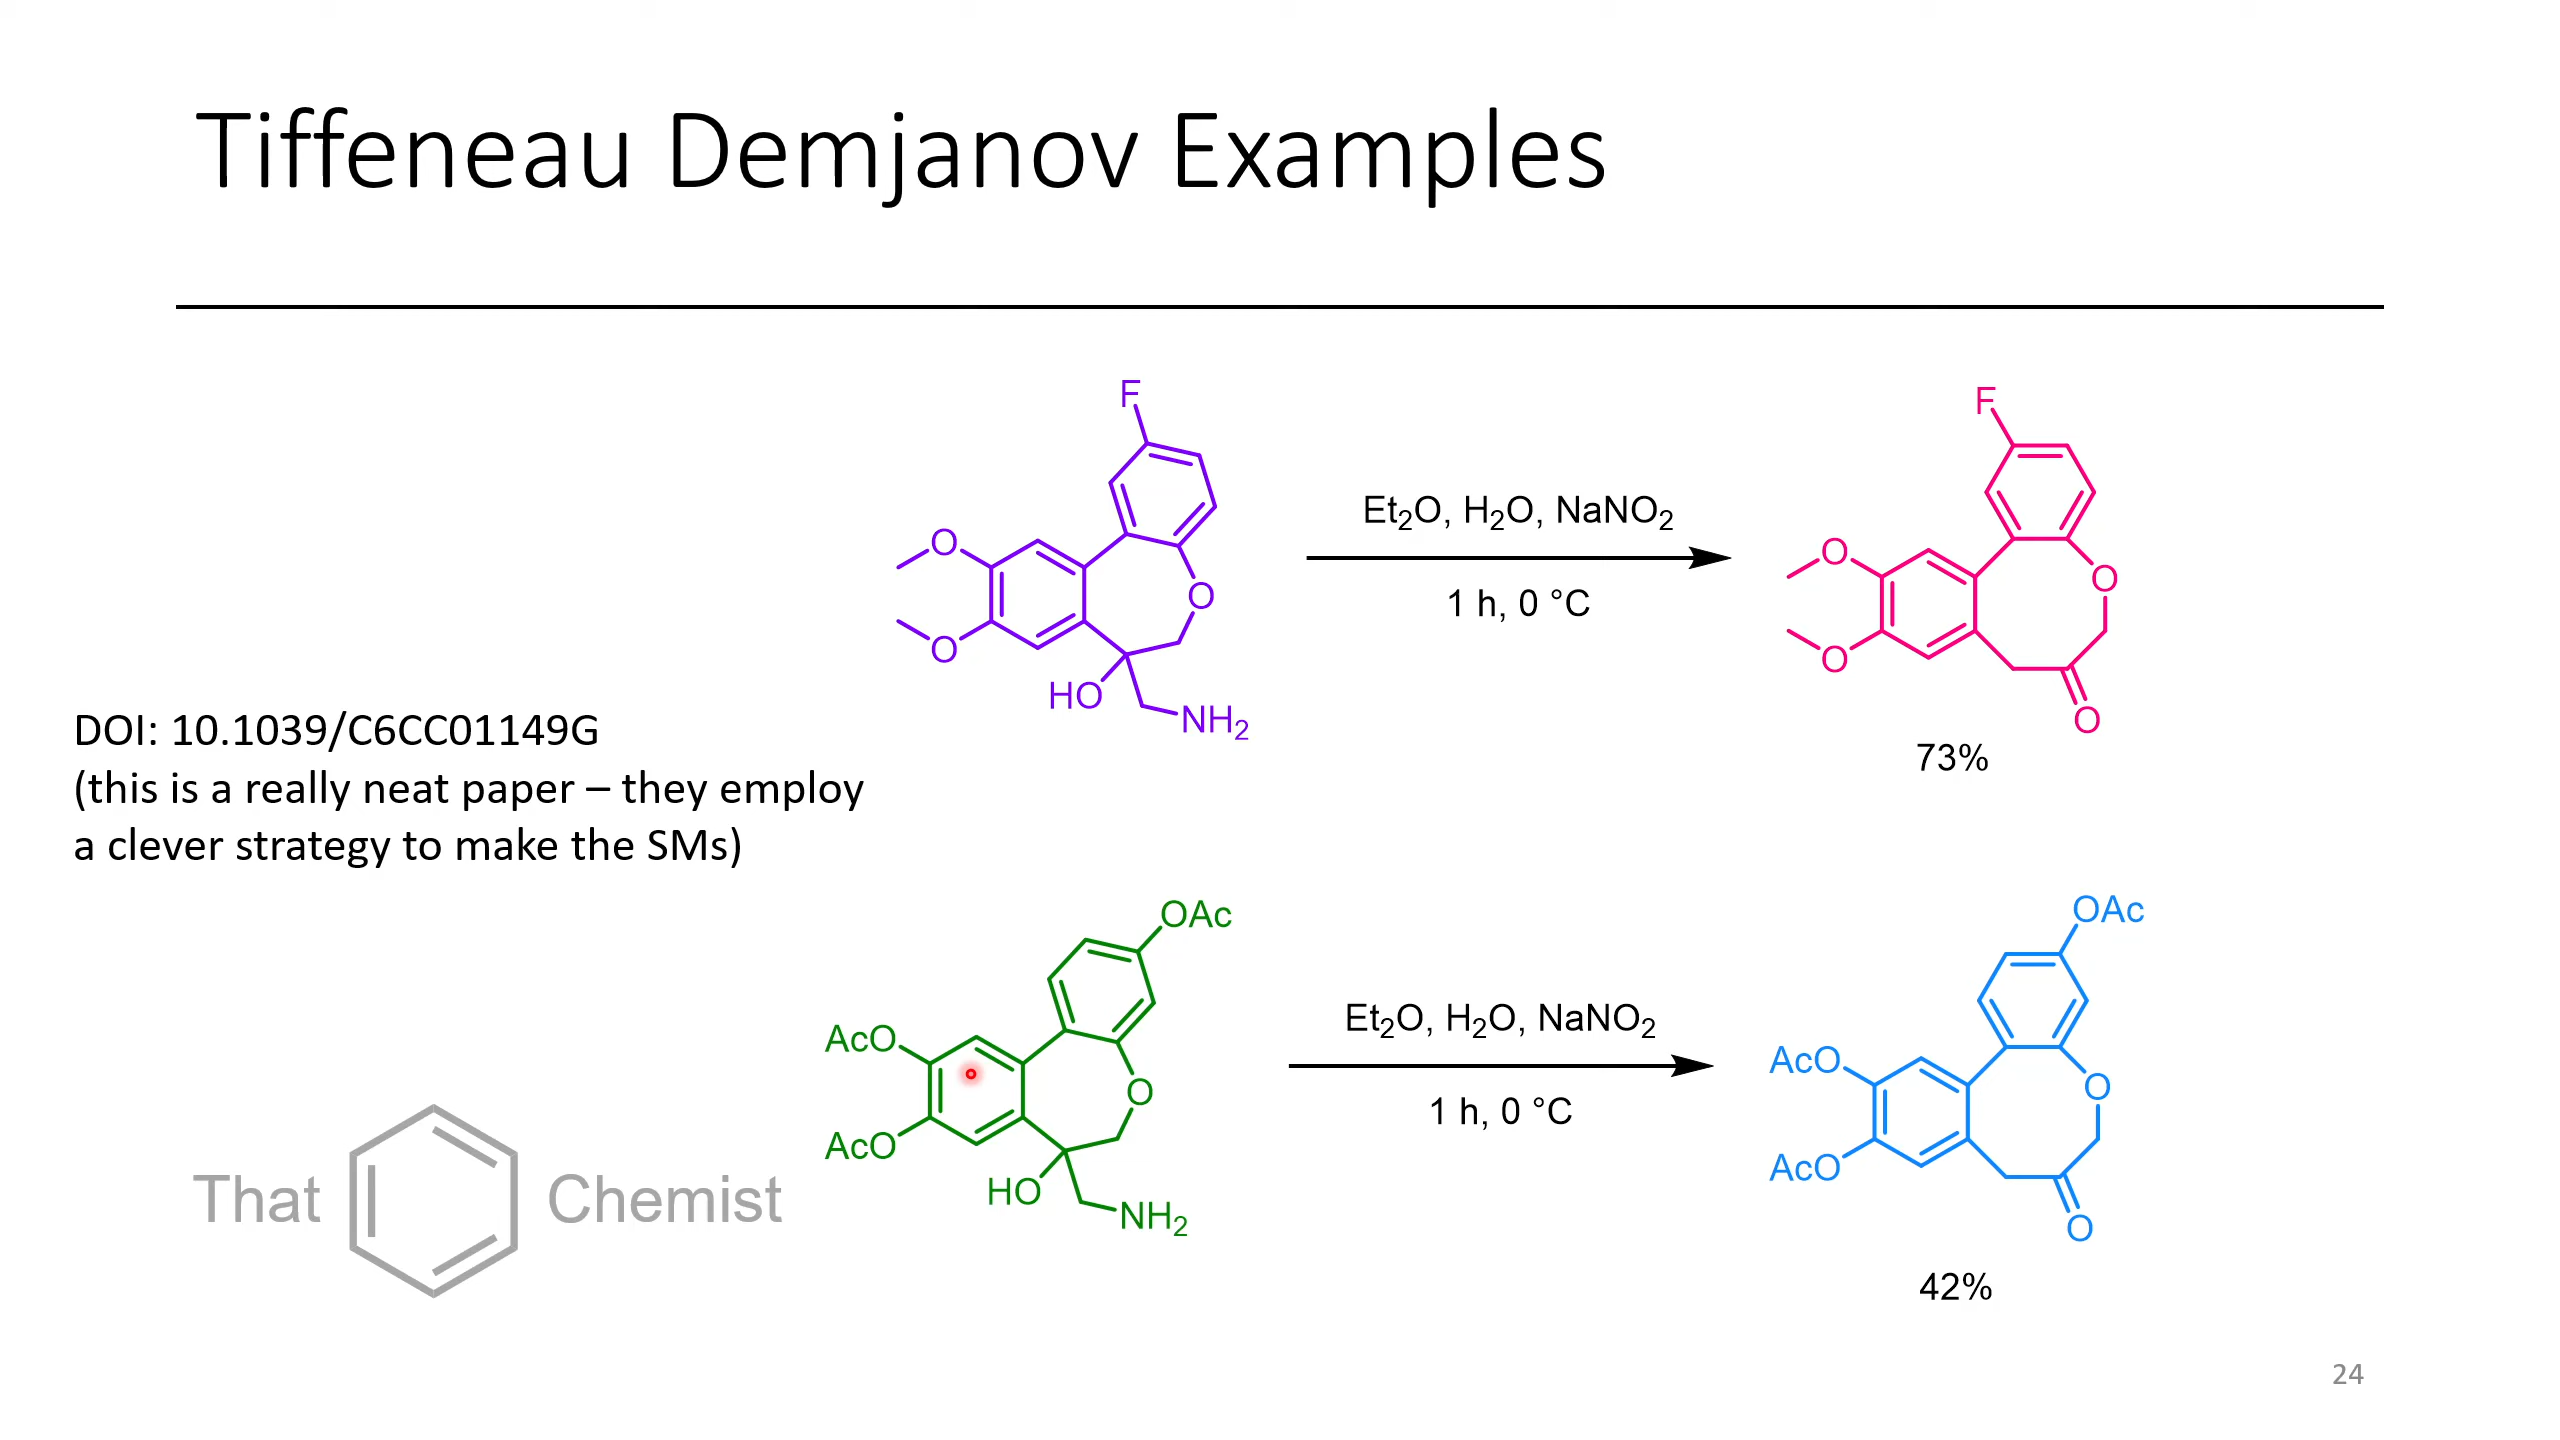 Tiffeneau Demjanov Examples
F
O
O
O
HO
NH₂
Et₂O, H₂O, NaNO₂
1 h, 0 °C
F
O
O
O
O
73%
DOI: 10.1039/C6CC01149G
(this is a really neat paper – they employ
a clever strategy to make the SMs)
OAc
AcO
AcO
O
HO
NH₂
Et₂O, H₂O, NaNO₂
1 h, 0 °C
OAc
AcO
AcO
O
O
42%
That Chemist
24